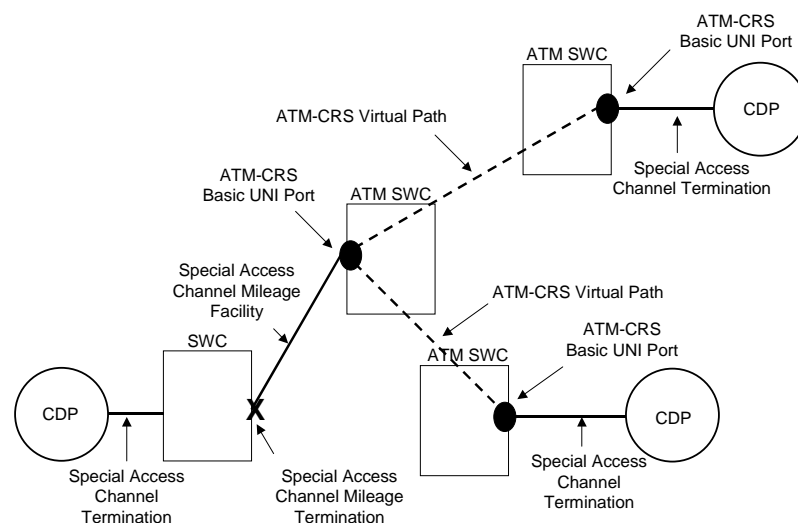 ATM-CRS
Basic UNI Port
ATM SWC
CDP
ATM-CRS Virtual Path
Special Access
Channel Termination
ATM-CRS
Basic UNI Port
ATM SWC
Special Access
Channel Mileage
Facility
ATM-CRS Virtual Path
SWC
ATM-CRS
Basic UNI Port
ATM SWC
CDP
X
CDP
Special Access
Channel
Termination
Special Access
Channel Mileage
Termination
Special Access
Channel
Termination